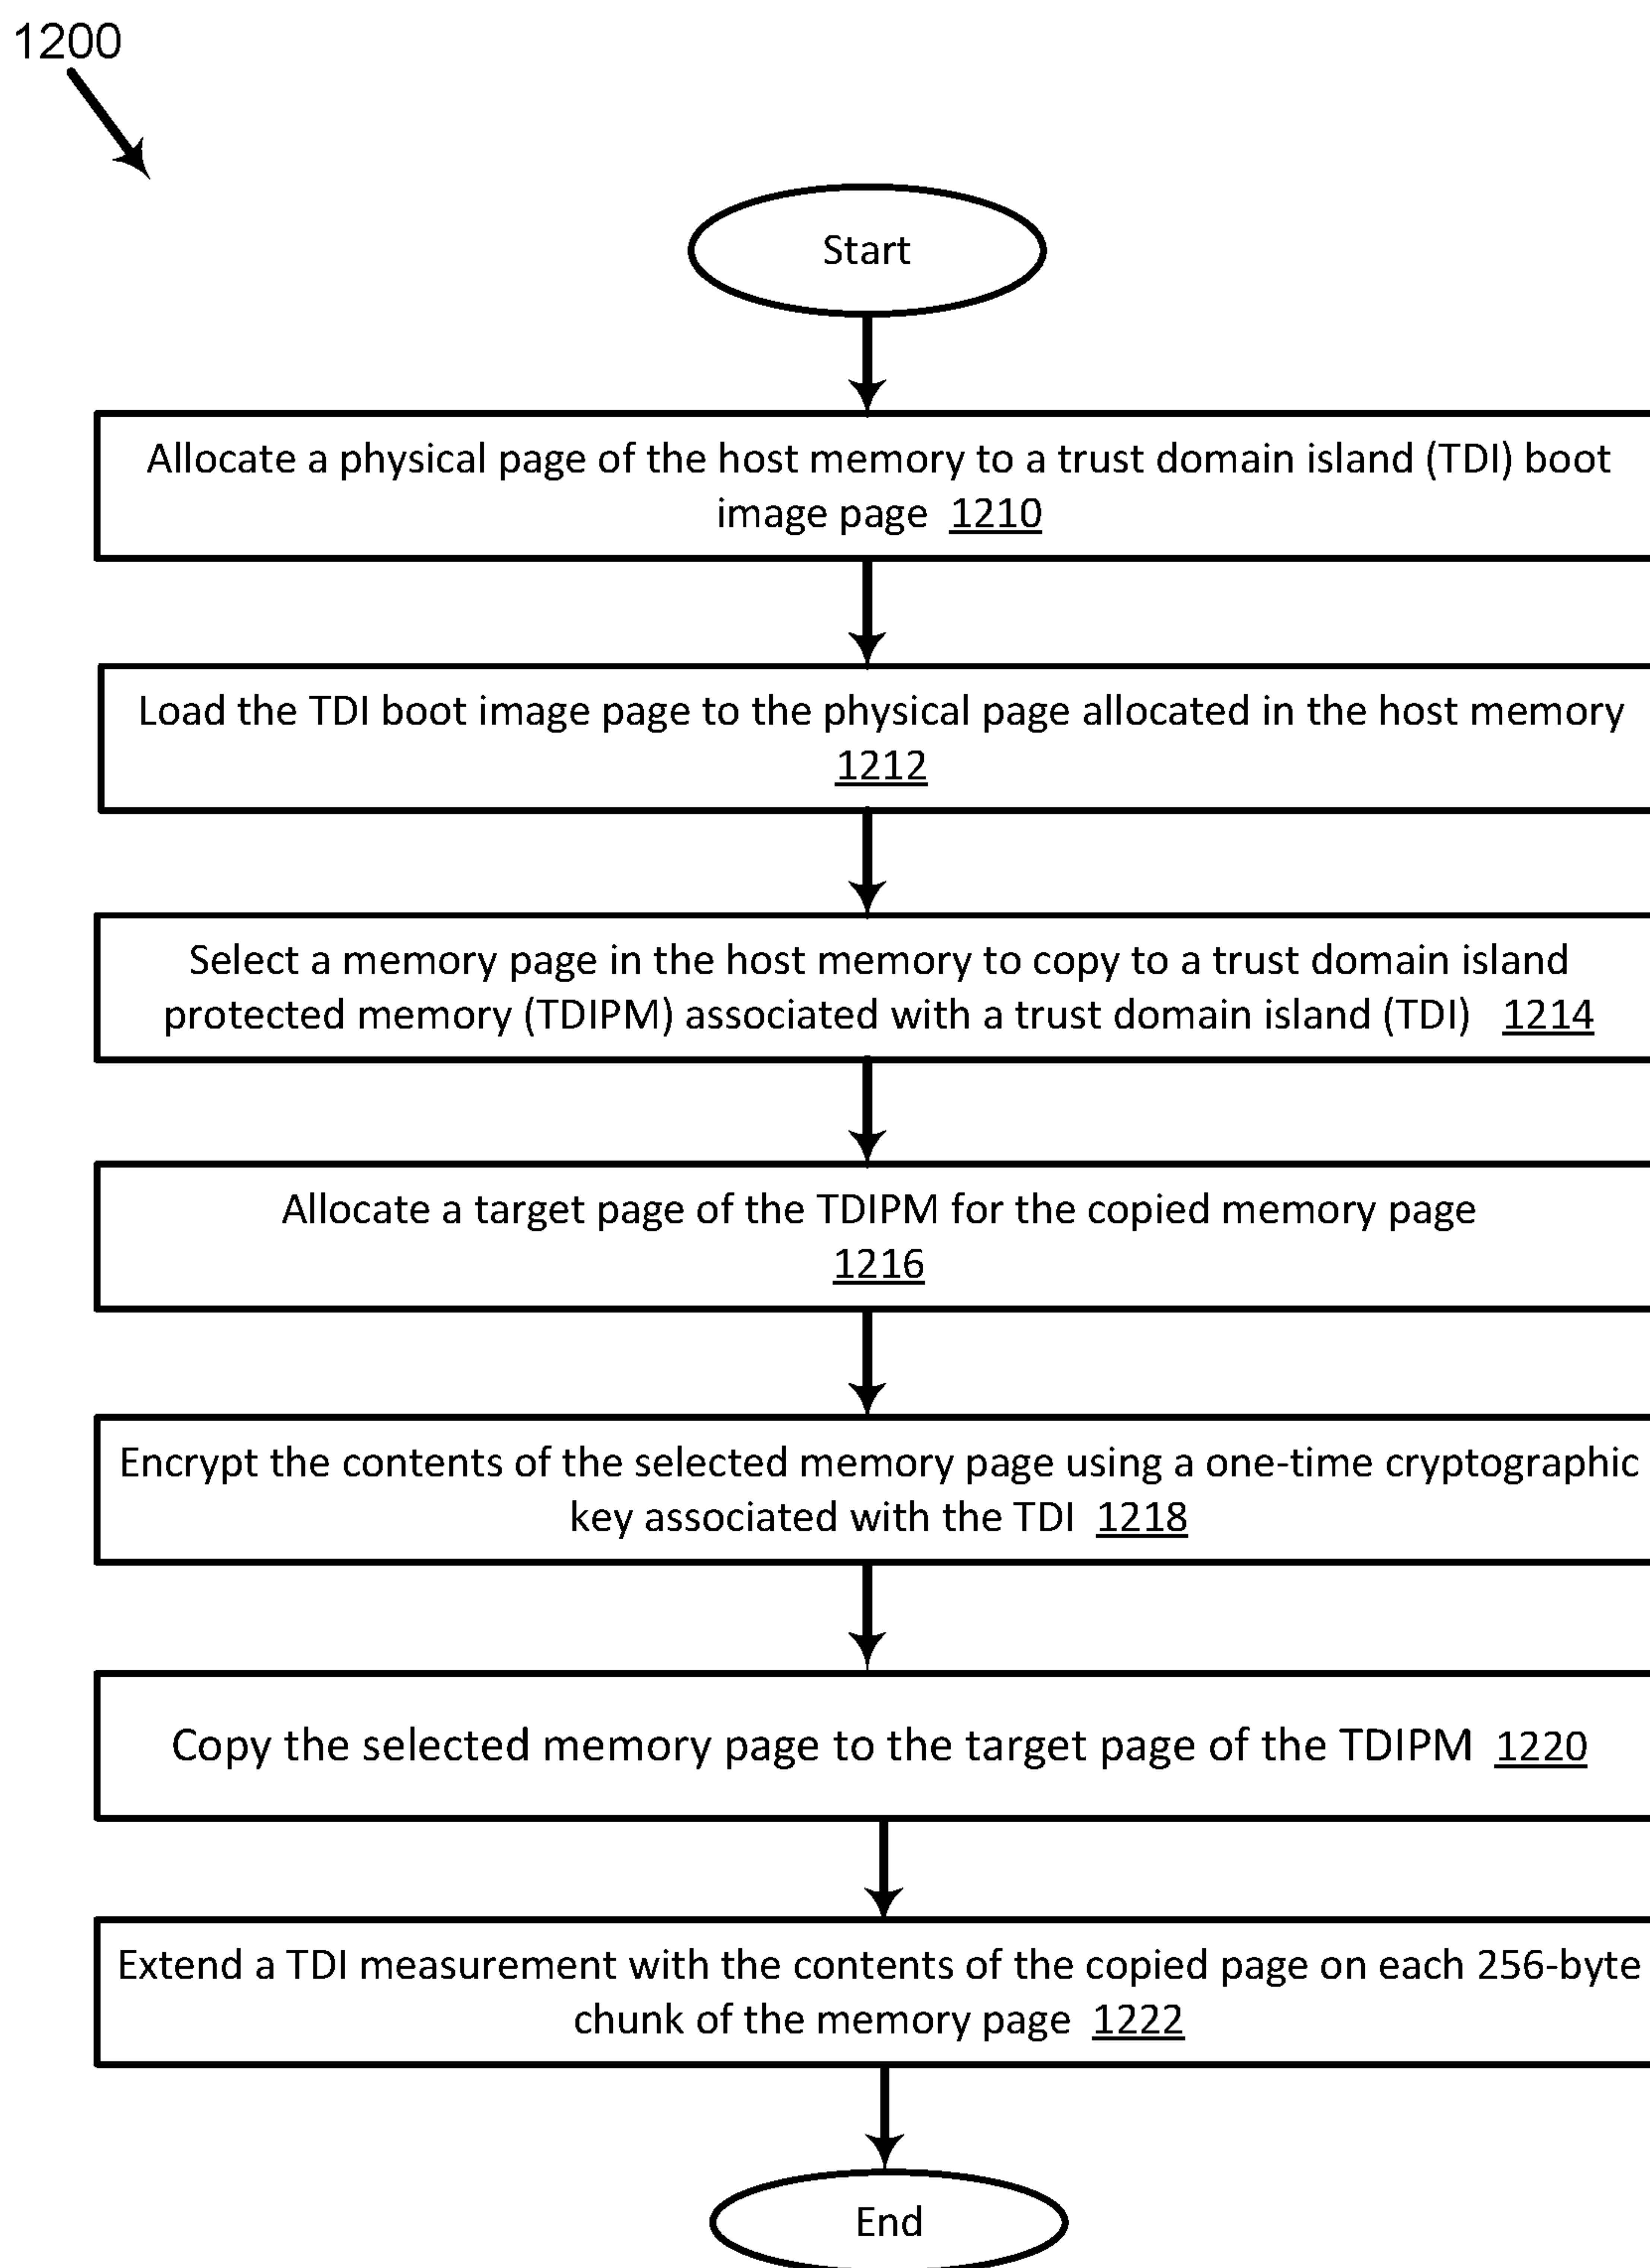 1200
Start
Allocate a physical page of the host memory to a trust domain island (TDI) boot
image page 1210
Load the TDI boot image page to the physical page allocated in the host memory
1212
Select a memory page in the host memory to copy to a trust domain island
protected memory (TDIPM) associated with a trust domain island (TDI) 1214
Allocate a target page of the TDIPM for the copied memory page
1216
Encrypt the contents of the selected memory page using a one-time cryptographic
key associated with the TDI 1218
Copy the selected memory page to the target page of the TDIPM 1220
Extend a TDI measurement with the contents of the copied page on each 256-byte
chunk of the memory page 1222
End